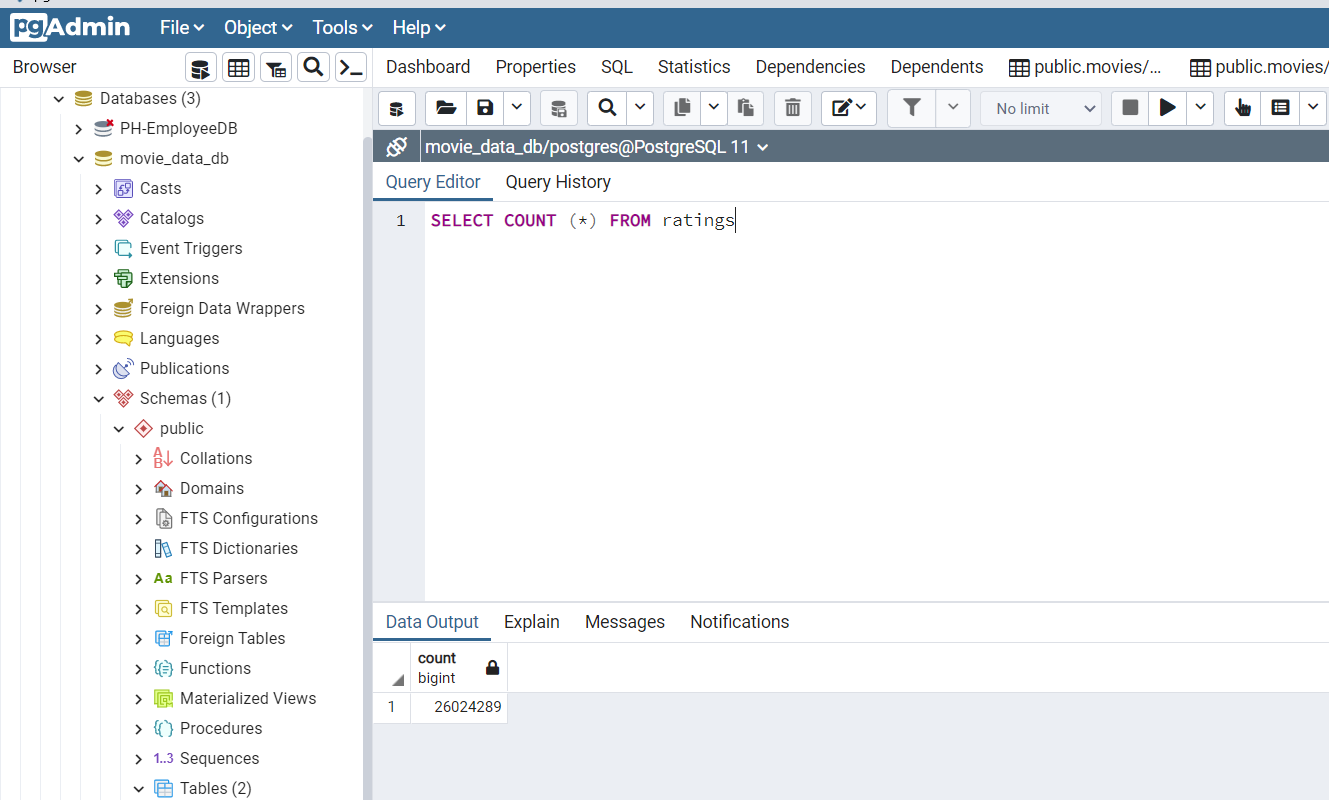 pgAdmin File Object Tools Help
Browser
Dashboard Properties SQL Statistics Dependencies Dependents public.movies/... public.movies/
No limit
movie_data_db/postgres@PostgreSQL 11
Query Editor Query History
1 SELECT COUNT (*) FROM ratings
Databases (3)
PH-EmployeeDB
movie_data_db
Casts
Catalogs
Event Triggers
Extensions
Foreign Data Wrappers
Languages
Publications
Schemas (1)
public
Collations
Domains
FTS Configurations
FTS Dictionaries
Aa FTS Parsers
FTS Templates
Foreign Tables
Functions
Materialized Views
Procedures
1..3 Sequences
Tables (2)
Data Output Explain Messages Notifications
count
bigint
1 26024289